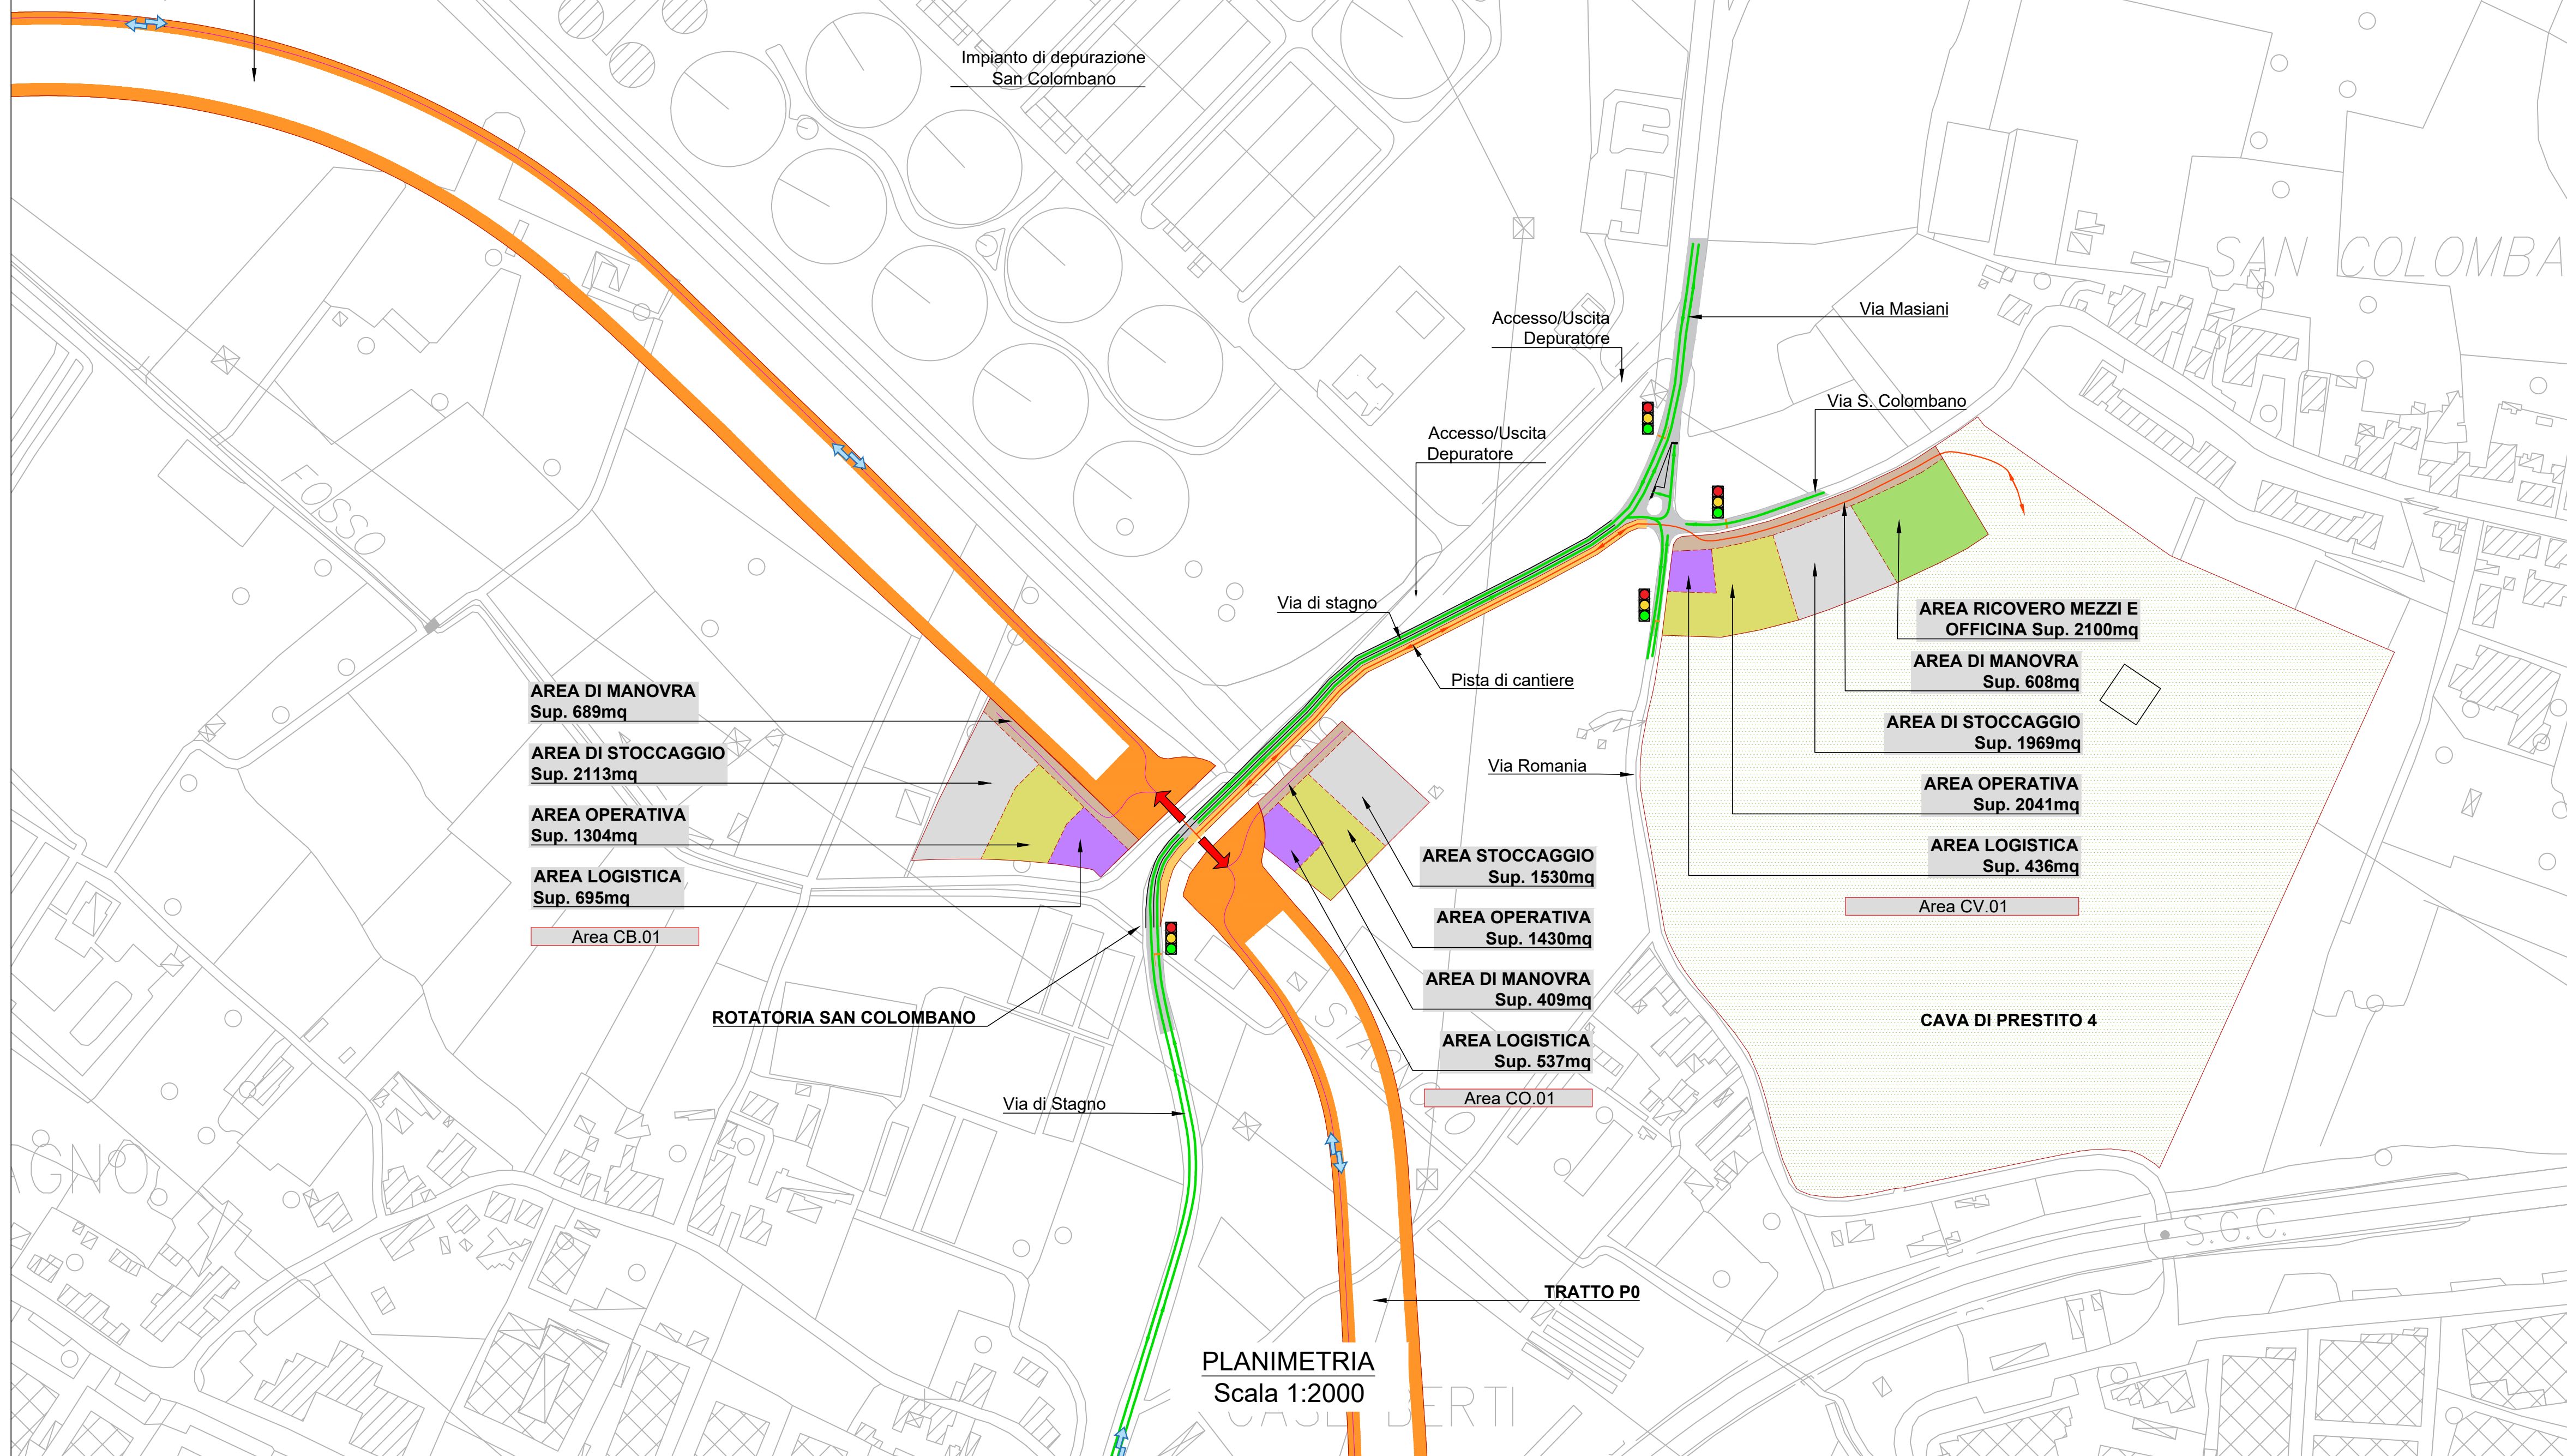 Impianto di depurazione
San Colombano
SAN COLOMBA
Via Masiani
Accesso/Uscita
Depuratore
Via S. Colombano
Accesso/Uscita
Depuratore
FOSSO
Via di stagno
Pista di cantiere
AREA RICOVERO MEZZI E
OFFICINA Sup. 2100mq
AREA DI MANOVRA
Sup. 608mq
AREA DI STOCCAGGIO
Sup. 1969mq
AREA OPERATIVA
Sup. 2041mq
AREA LOGISTICA
Sup. 436mq
Area CV.01
Via Romania
AREA DI MANOVRA
Sup. 689mq
AREA DI STOCCAGGIO
Sup. 2113mq
AREA OPERATIVA
Sup. 1304mq
AREA LOGISTICA
Sup. 695mq
Area CB.01
AREA STOCCAGGIO
Sup. 1530mq
AREA OPERATIVA
Sup. 1430mq
AREA DI MANOVRA
Sup. 409mq
AREA LOGISTICA
Sup. 537mq
Area CO.01
ROTATORIA SAN COLOMBANO
CAVA DI PRESTITO 4
Via di Stagno
AGNO
S.G.C.
TRATTO P0
PLANIMETRIA
Scala 1:2000